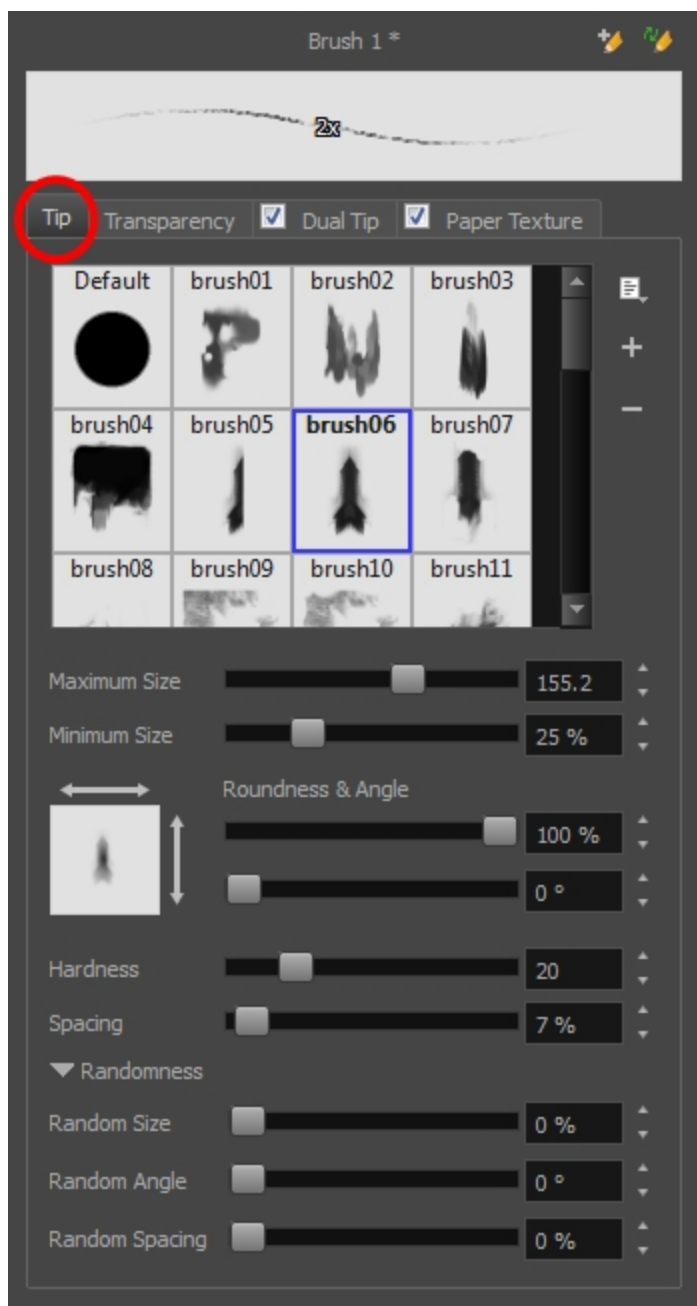 Brush 1 *
2x
Tip Transparency Dual Tip Paper Texture
Default brush01 brush02 brush03
brush04 brush05 brush06 brush07
brush08 brush09 brush10 brush11
Maximum Size 155.2
Minimum Size 25 %
Roundness & Angle
100 %
0 °
Hardness 20
Spacing 7 %
Randomness
Random Size 0 %
Random Angle 0 °
Random Spacing 0 %